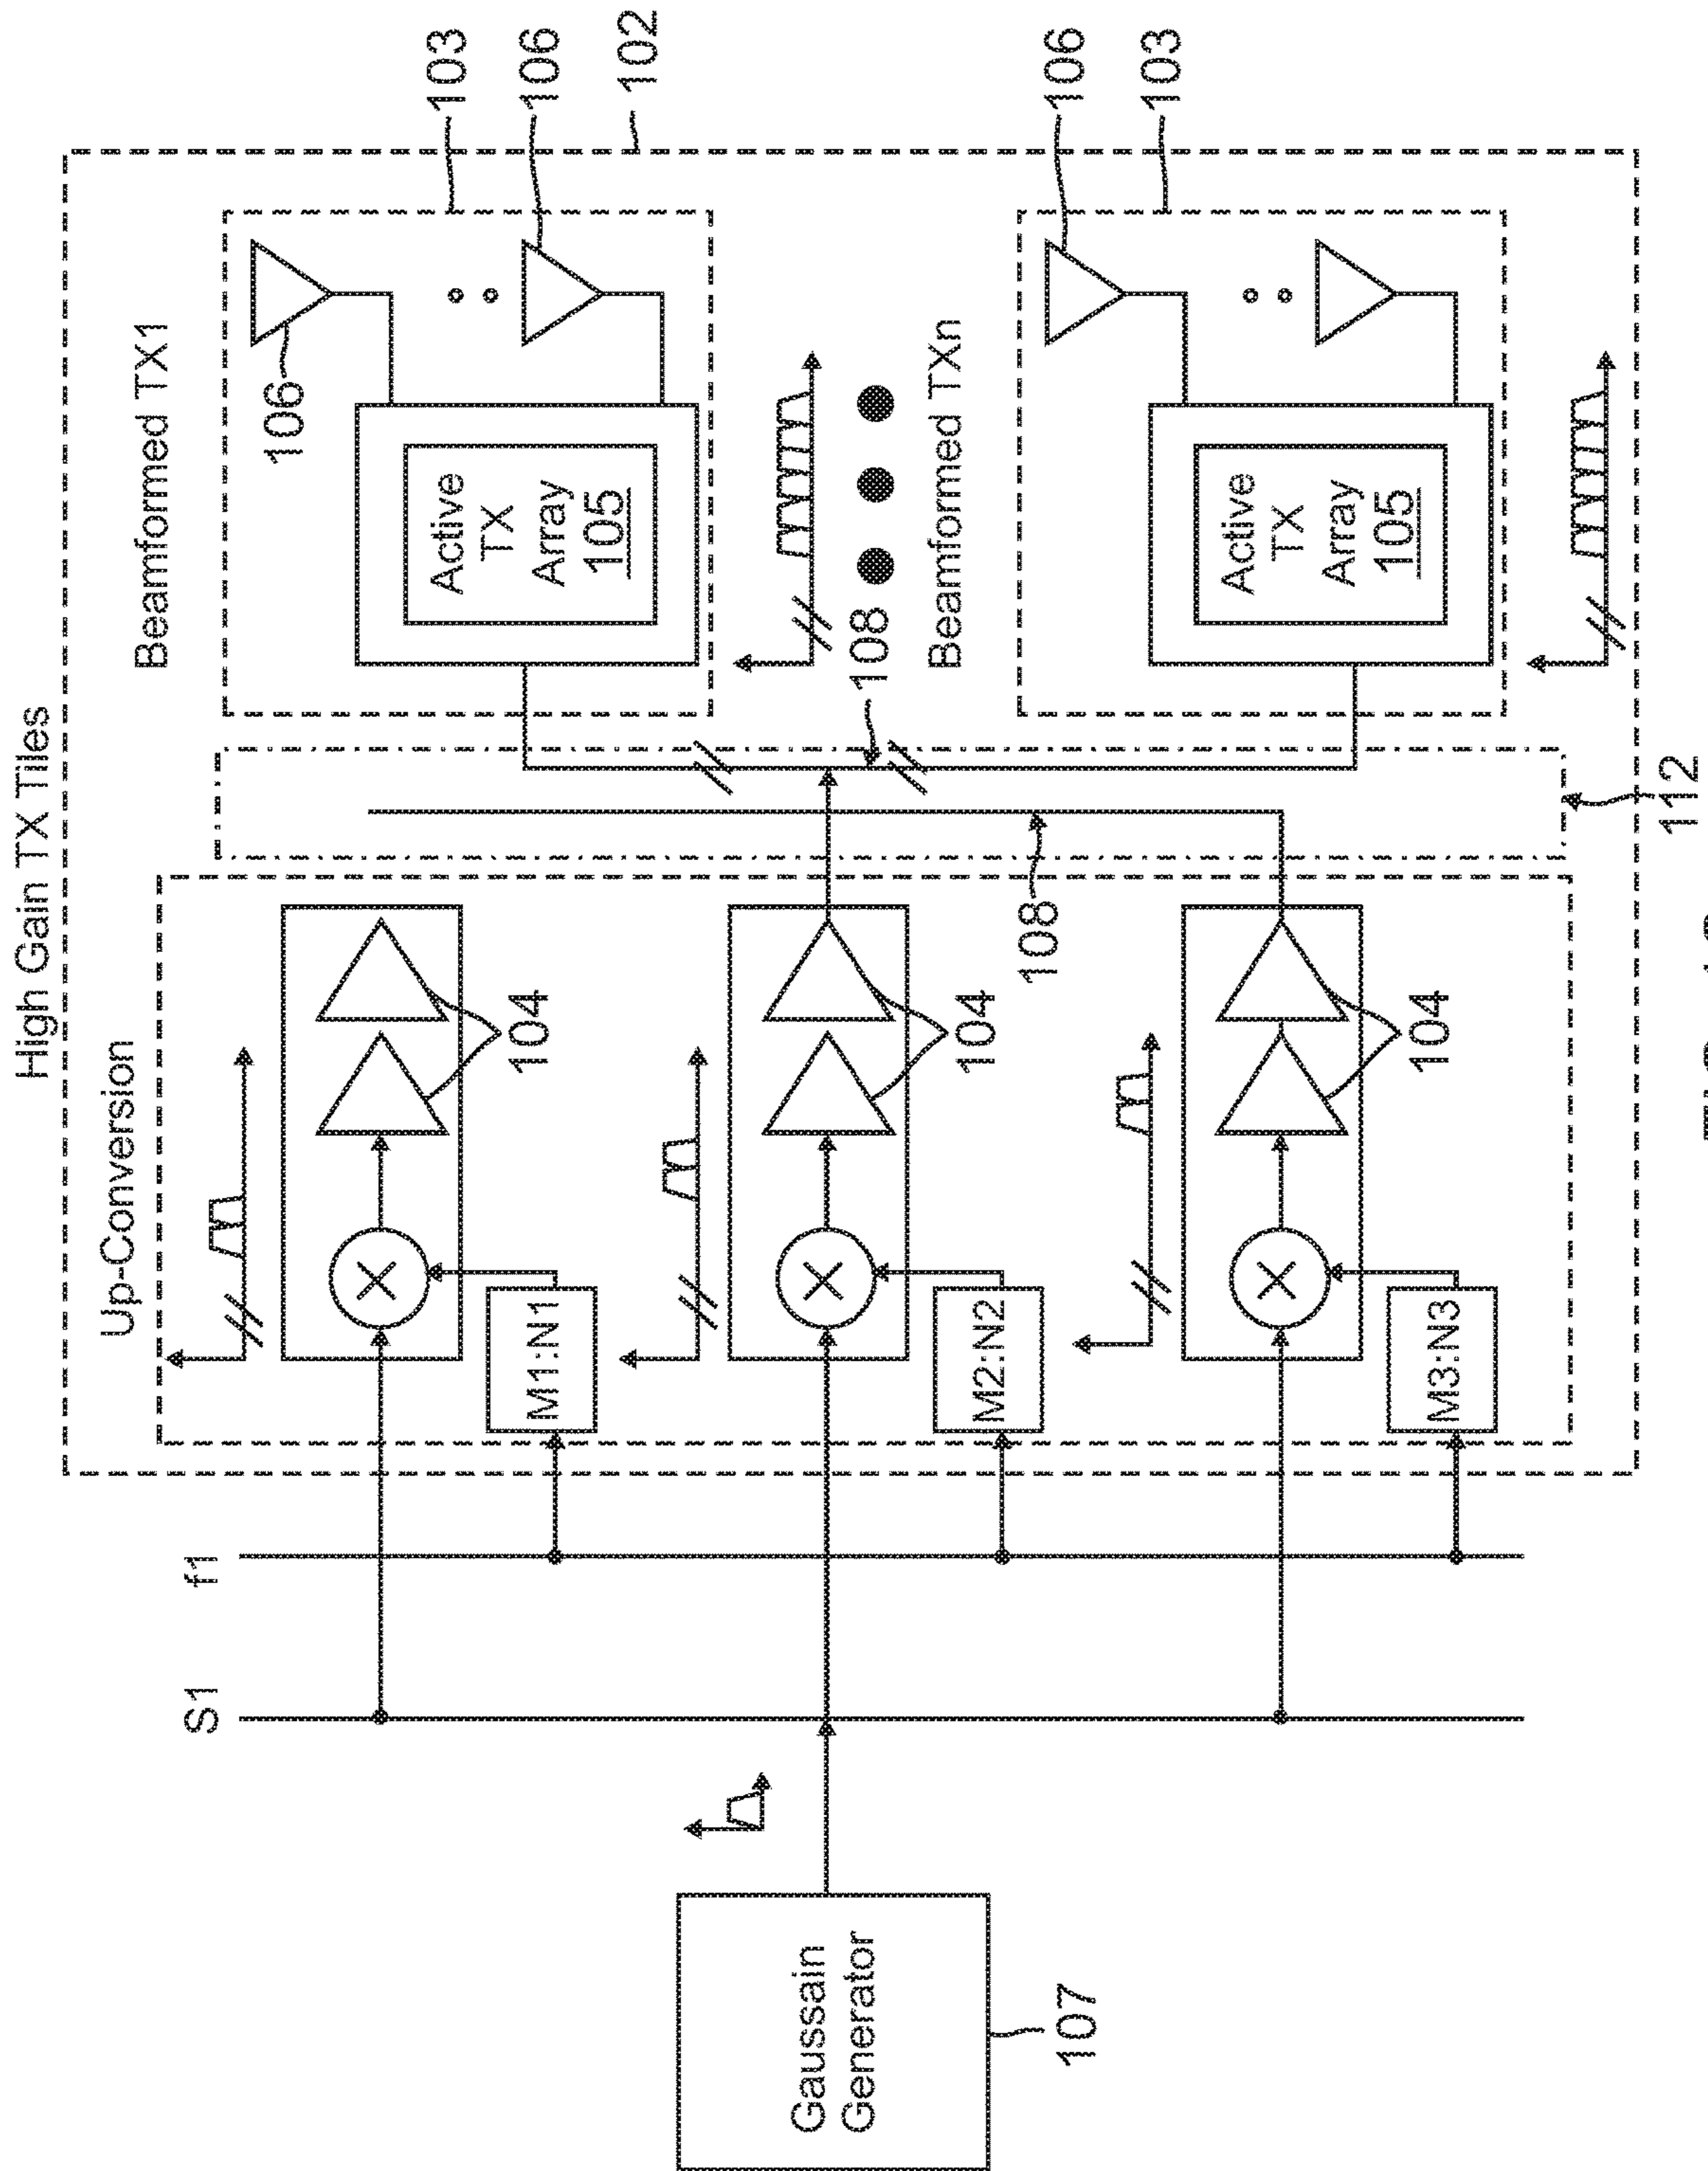 High Gain TX Tiles
Up-Conversion
Beamformed TX1
S1
f1
106
103
Active
TX
Array
105
106
104
M1:N1
102
Gaussain
Generator
107
108
Beamformed TXn
104
M2:N2
108
106
103
Active
TX
Array
105
104
M3:N3
112